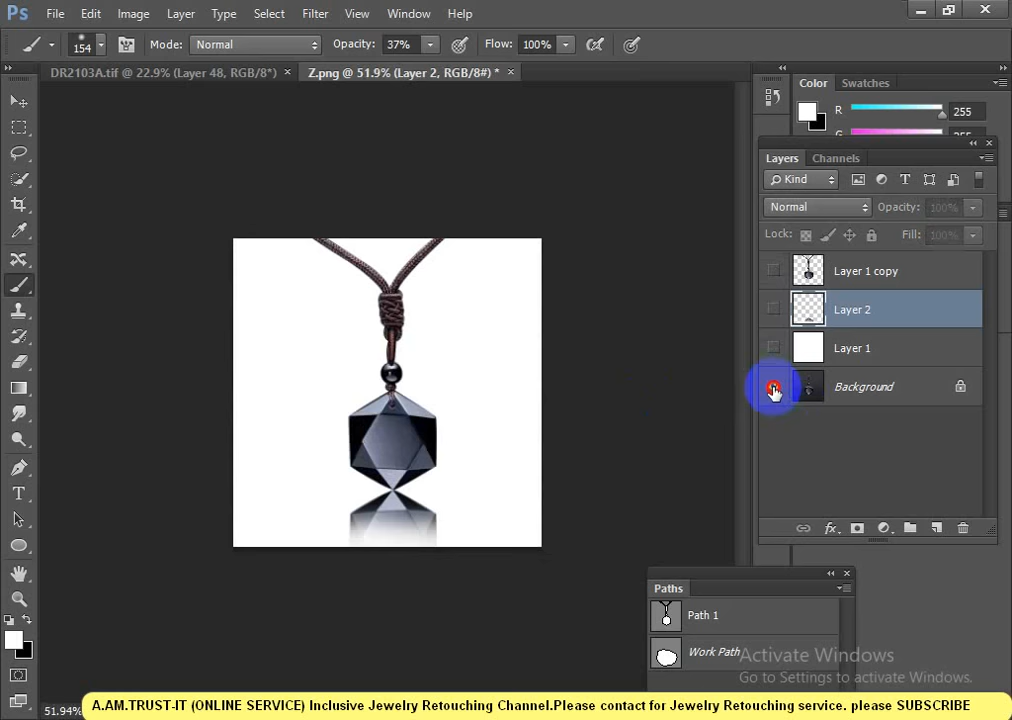 Ps File Edit Image Layer Type Select Filter View Window Help
154 Mode: Normal Opacity: 37% Flow: 100%
DR2103A.tif @ 22.9% (Layer 48, RGB/8*) × Z.png @ 51.9% (Layer 2, RGB/8#) * ×
Color Swatches
R 255
Layers Channels
Kind
Normal Opacity: 100%
Lock: Fill: 100%
Layer 1 copy
Layer 2
Layer 1
Background
fx
Paths
Path 1
Work Path
Activate Windows
Go to Settings to activate Windows.
51.94%
A.AM.TRUST-IT (ONLINE SERVICE) Inclusive Jewelry Retouching Channel.Please contact for Jewelry Retouching service. please SUBSCRIBE